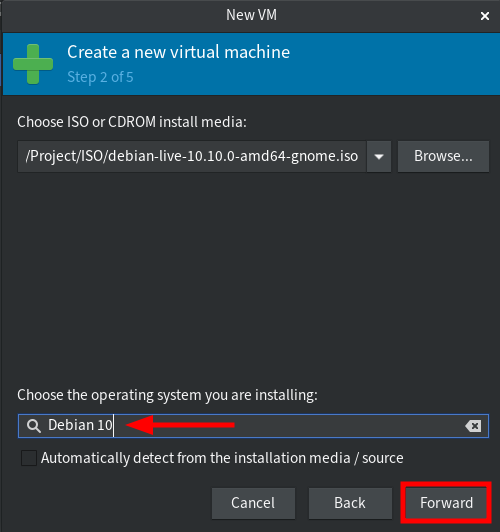 New VM
Create a new virtual machine
Step 2 of 5
Choose ISO or CDROM install media:
/Project/ISO/debian-live-10.10.0-amd64-gnome.iso
Browse...
Choose the operating system you are installing:
Debian 10
Automatically detect from the installation media / source
Cancel
Back
Forward